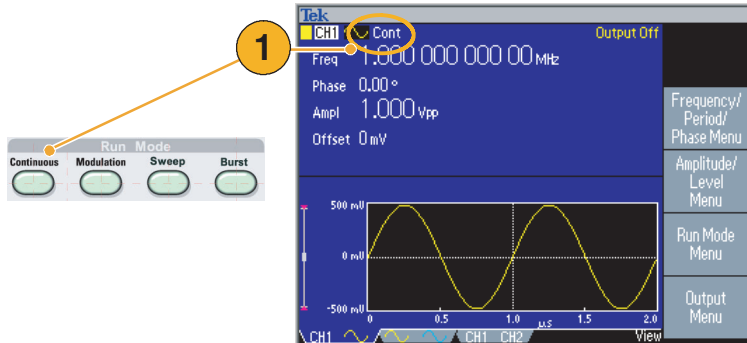 1
Run Mode
Continuous Modulation Sweep Burst
Tek
CH1 Cont Output Off
Freq 1.000 000 000 00 MHz
Phase 0.00 °
Ampl 1.000 Vpp
Offset 0 mV
500 mV
0 mV
-500 mV
0 0.5 1.0 1.5 2.0
µs
CH1 CH1 CH2 View
Frequency/
Period/
Phase Menu
Amplitude/
Level
Menu
Run Mode
Menu
Output
Menu